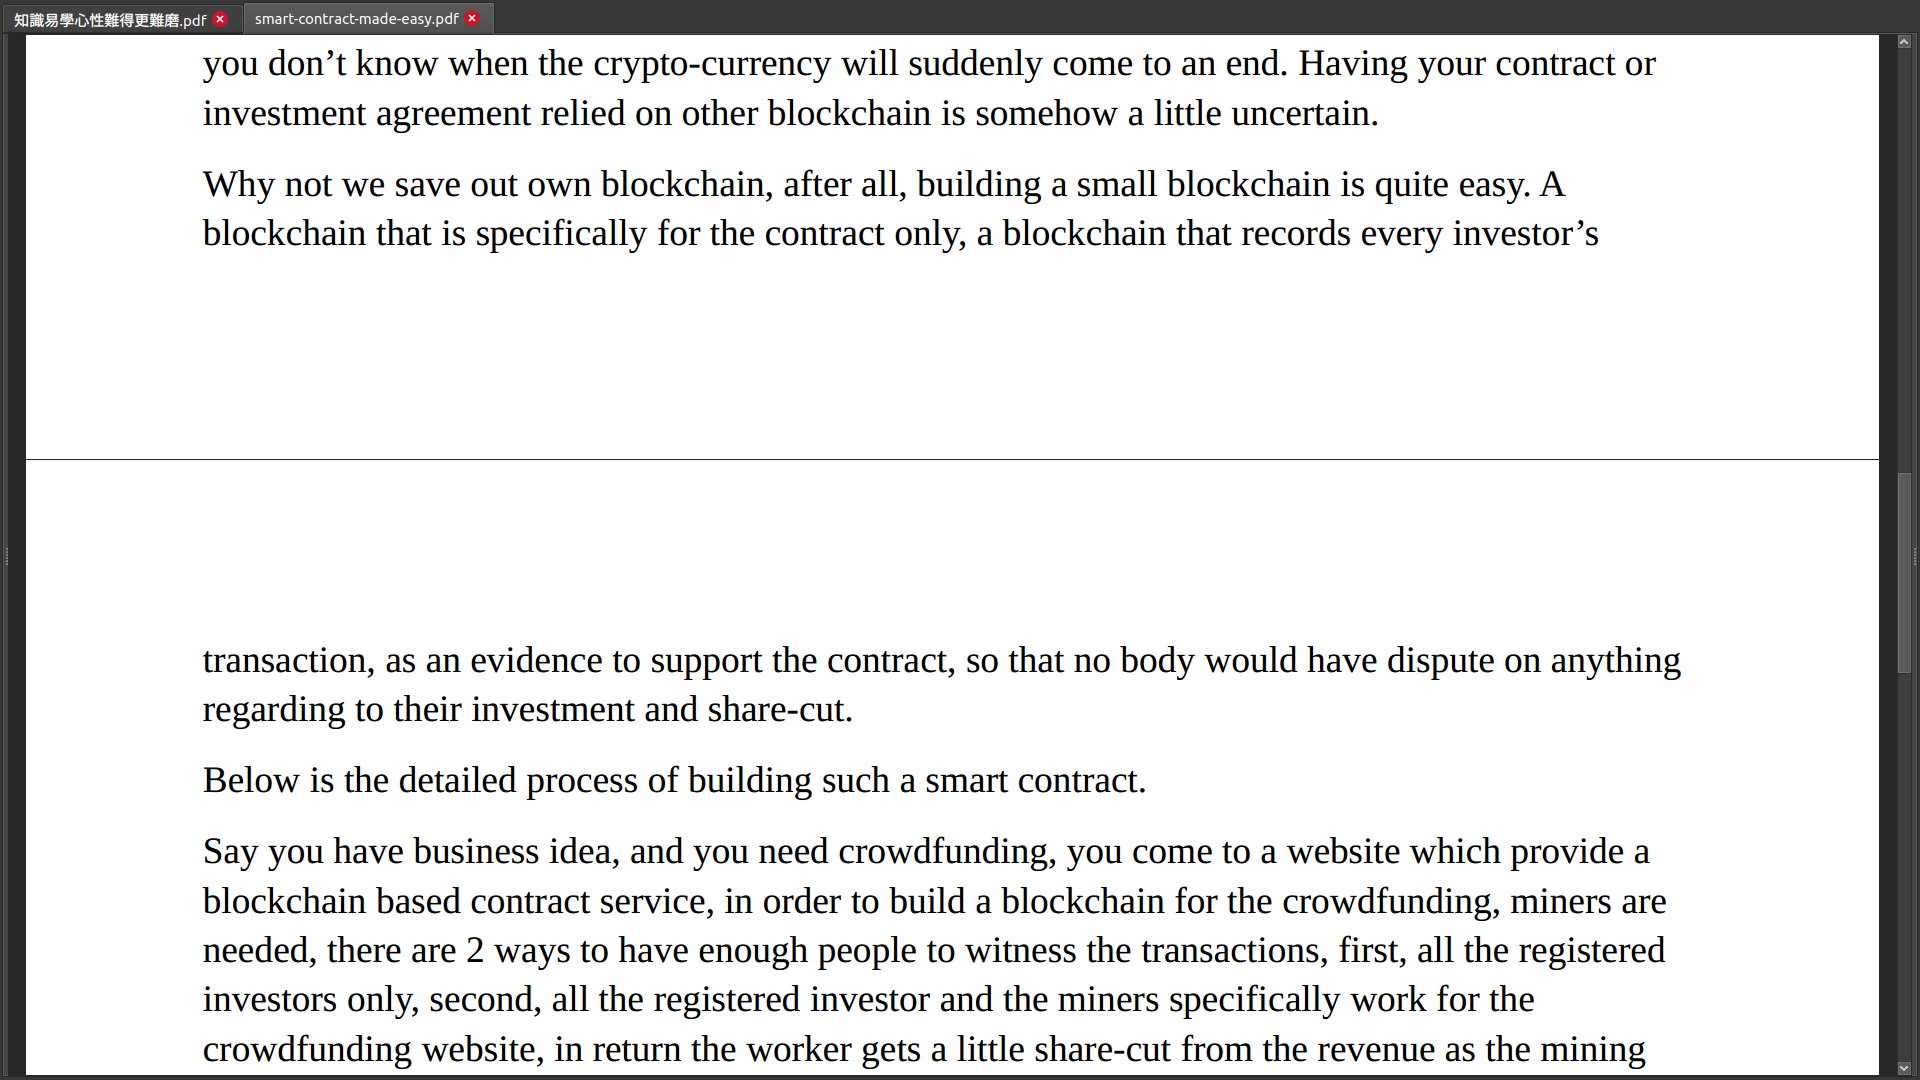 知識易學心性難得更難磨.pdf
smart-contract-made-easy.pdf
you don’t know when the crypto-currency will suddenly come to an end. Having your contract or
investment agreement relied on other blockchain is somehow a little uncertain.
Why not we save out own blockchain, after all, building a small blockchain is quite easy. A
blockchain that is specifically for the contract only, a blockchain that records every investor’s
transaction, as an evidence to support the contract, so that no body would have dispute on anything
regarding to their investment and share-cut.
Below is the detailed process of building such a smart contract.
Say you have business idea, and you need crowdfunding, you come to a website which provide a
blockchain based contract service, in order to build a blockchain for the crowdfunding, miners are
needed, there are 2 ways to have enough people to witness the transactions, first, all the registered
investors only, second, all the registered investor and the miners specifically work for the
crowdfunding website, in return the worker gets a little share-cut from the revenue as the mining